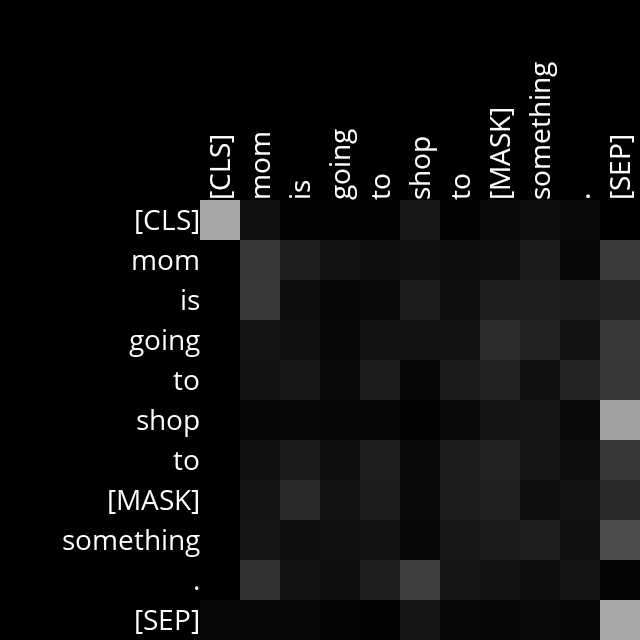 [CLS] mom is going to shop to [MASK] something . [SEP]
[CLS]
mom
is
going
to
shop
to
[MASK]
something
.
[SEP]